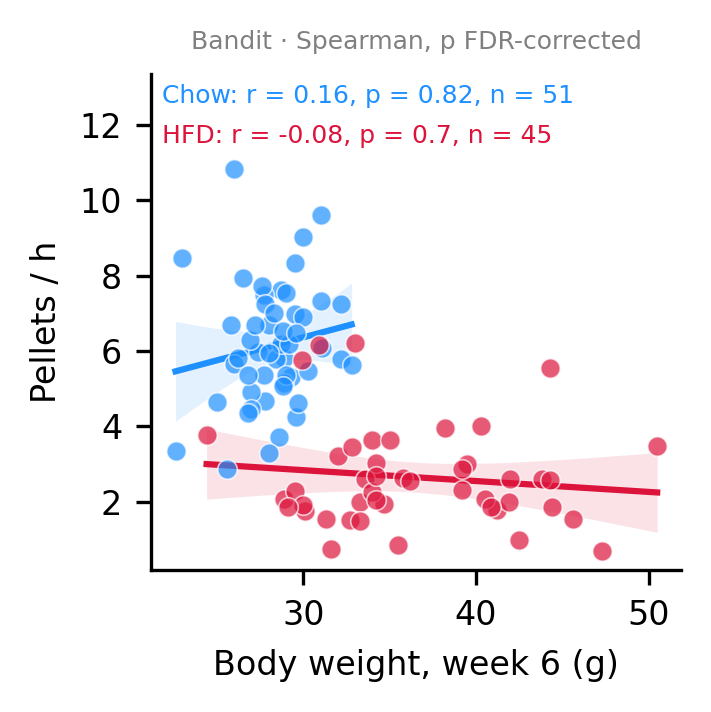 Bandit · Spearman, p FDR-corrected
Chow: r = 0.16, p = 0.82, n = 51
HFD: r = -0.08, p = 0.7, n = 45
12
10
8
6
4
2
Pellets / h
30 40 50
Body weight, week 6 (g)